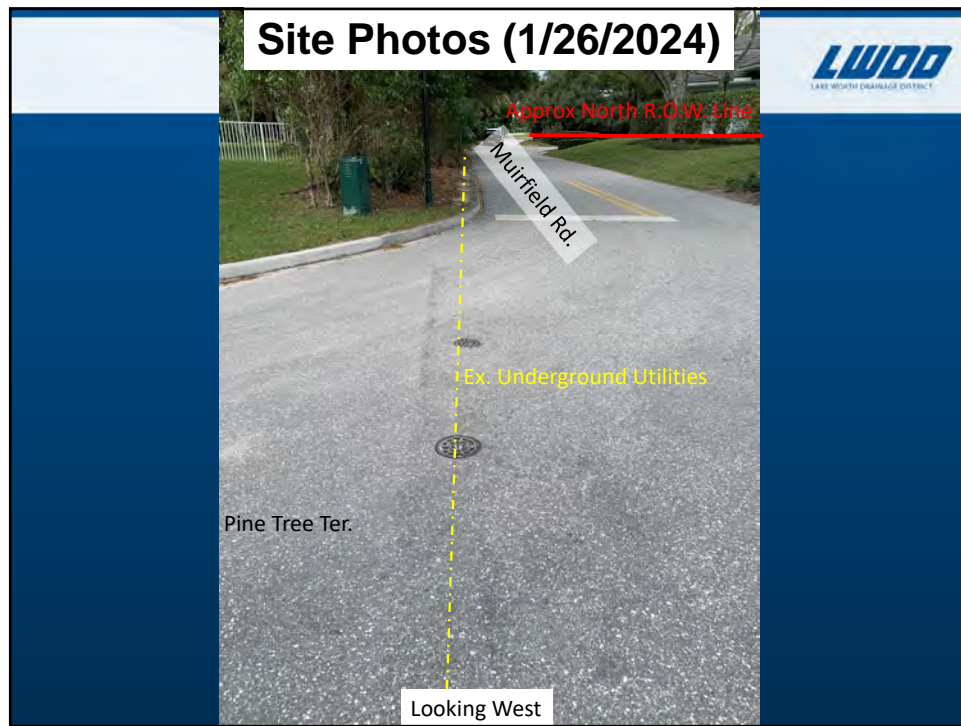 Site Photos (1/26/2024)
LWDD
LAKE WORTH DRAINAGE DISTRICT
Approx North R.O.W. Line
Muirfield Rd.
Ex. Underground Utilities
Pine Tree Ter.
Looking West